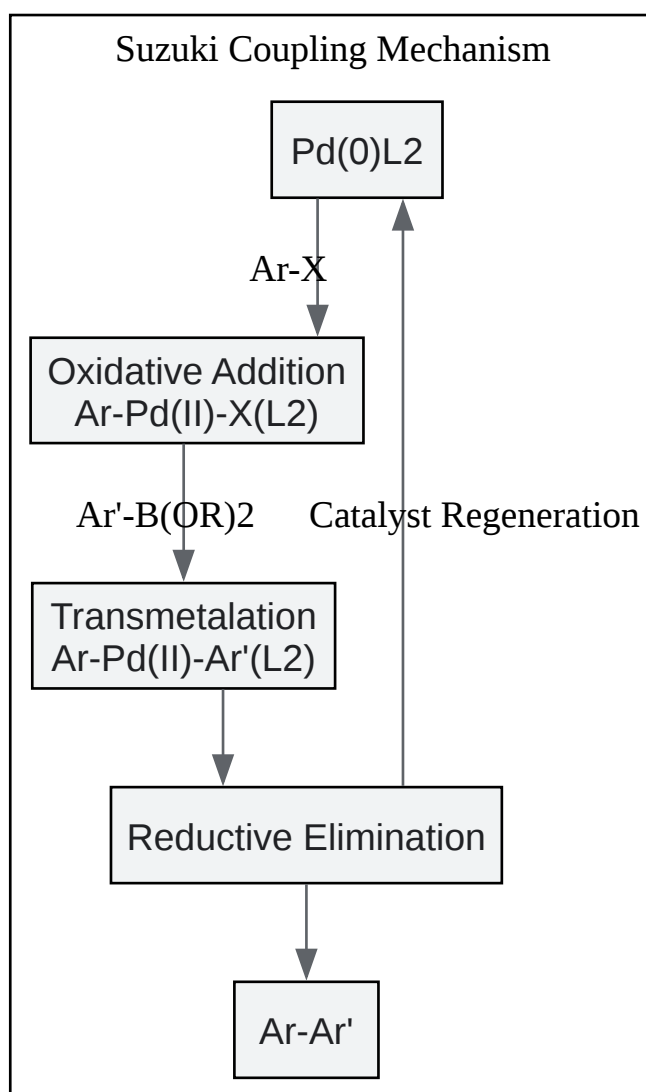 Suzuki Coupling Mechanism
Pd(0)L2
Ar-X
Oxidative Addition
Ar-Pd(II)-X(L2)
Ar'-B(OR)2
Catalyst Regeneration
Transmetalation
Ar-Pd(II)-Ar'(L2)
Reductive Elimination
Ar-Ar'